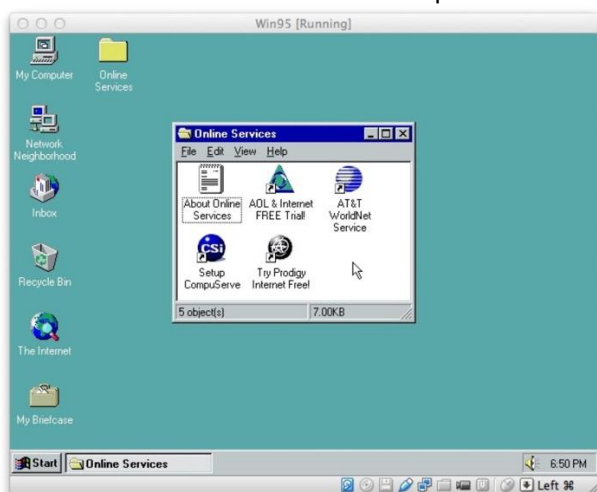 Win95 [Running]
My Computer
Online
Services
Network
Neighborhood
Inbox
Recycle Bin
The Internet
My Briefcase
Online Services
File Edit View Help
About Online
Services
AOL & Internet
FREE Trial!
AT&T
WorldNet
Service
CSi
Setup
CompuServe
Try Prodigy
Internet Free!
5 object(s) 7.00KB
Start Online Services 6:50 PM
Left ⌘